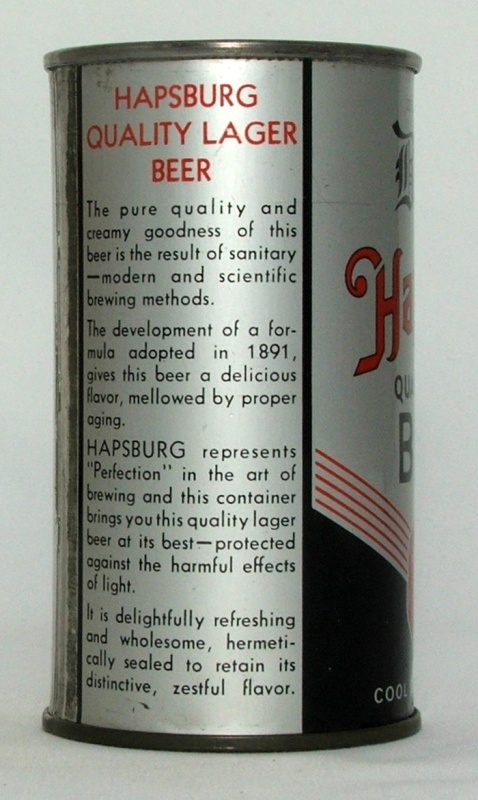 HAPSBURG
QUALITY LAGER
BEER
The pure quality and
creamy goodness of this
beer is the result of sanitary
—modern and scientific
brewing methods.
The development of a for-
mula adopted in 1891,
gives this beer a delicious
flavor, mellowed by proper
aging.
HAPSBURG represents
"Perfection" in the art of
brewing and this container
brings you this quality lager
beer at its best—protected
against the harmful effects
of light.
It is delightfully refreshing
and wholesome, hermeti-
cally sealed to retain its
distinctive, zestful flavor.
Ha
QUA
B
COOL